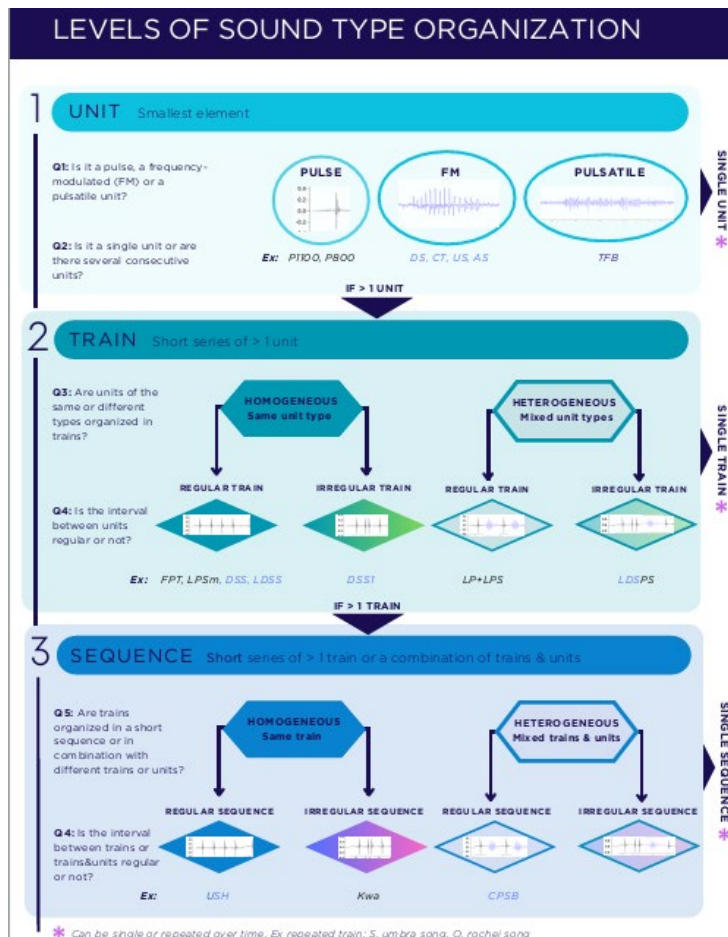 LEVELS OF SOUND TYPE ORGANIZATION
1 UNIT Smallest element
Q1: Is it a pulse, a frequency-
modulated (FM) or a
pulsatile unit?
PULSE
FM
PULSATILE
Q2: Is it a single unit or are
there several consecutive
units?
Ex: P1100, P800
DS, CT, US, AS
TFB
SINGLE UNIT *
IF > 1 UNIT
2 TRAIN Short series of > 1 unit
Q3: Are units of the
same or different
types organized in
trains?
HOMOGENEOUS
Same unit type
HETEROGENEOUS
Mixed unit types
REGULAR TRAIN
IRREGULAR TRAIN
REGULAR TRAIN
IRREGULAR TRAIN
Q4: Is the interval
between units
regular or not?
Ex: FPT, LPSm, DSS, LDSS
DSS1
LP+LPS
LDSPS
SINGLE TRAIN *
IF > 1 TRAIN
3 SEQUENCE Short series of > 1 train or a combination of trains & units
Q5: Are trains
organized in a short
sequence or in
combination with
different trains or units?
HOMOGENEOUS
Same train
HETEROGENEOUS
Mixed trains & units
REGULAR SEQUENCE
IRREGULAR SEQUENCE
REGULAR SEQUENCE
IRREGULAR SEQUENCE
Q4: Is the interval
between trains or
trains&units regular
or not?
Ex: USH
Kwa
CPSB
SINGLE SEQUENCE *
* Can be single or repeated over time. Ex repeated train: S. umbra song, O. rochei song